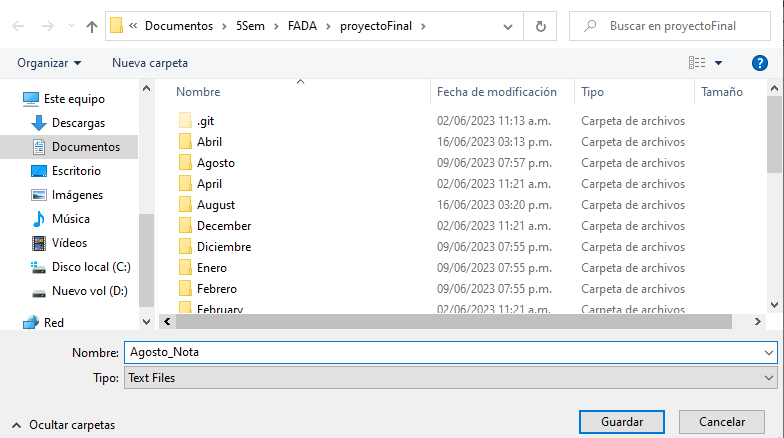 « Documentos > 5Sem > FADA > proyectoFinal >
Buscar en proyectoFinal
Organizar
Nueva carpeta
?
Este equipo
Descargas
Documentos
Escritorio
Imágenes
Música
Vídeos
Disco local (C:)
Nuevo vol (D:)
Red
Nombre Fecha de modificación Tipo Tamaño
.git 02/06/2023 11:13 a.m. Carpeta de archivos
Abril 16/06/2023 03:13 p.m. Carpeta de archivos
Agosto 09/06/2023 07:57 p.m. Carpeta de archivos
April 02/06/2023 11:21 a.m. Carpeta de archivos
August 16/06/2023 03:20 p.m. Carpeta de archivos
December 02/06/2023 11:21 a.m. Carpeta de archivos
Diciembre 09/06/2023 07:55 p.m. Carpeta de archivos
Enero 09/06/2023 07:55 p.m. Carpeta de archivos
Febrero 09/06/2023 07:55 p.m. Carpeta de archivos
February 02/06/2023 11:21 a.m. Carpeta de archivos
Nombre: Agosto_Nota
Tipo: Text Files
Ocultar carpetas
Guardar
Cancelar